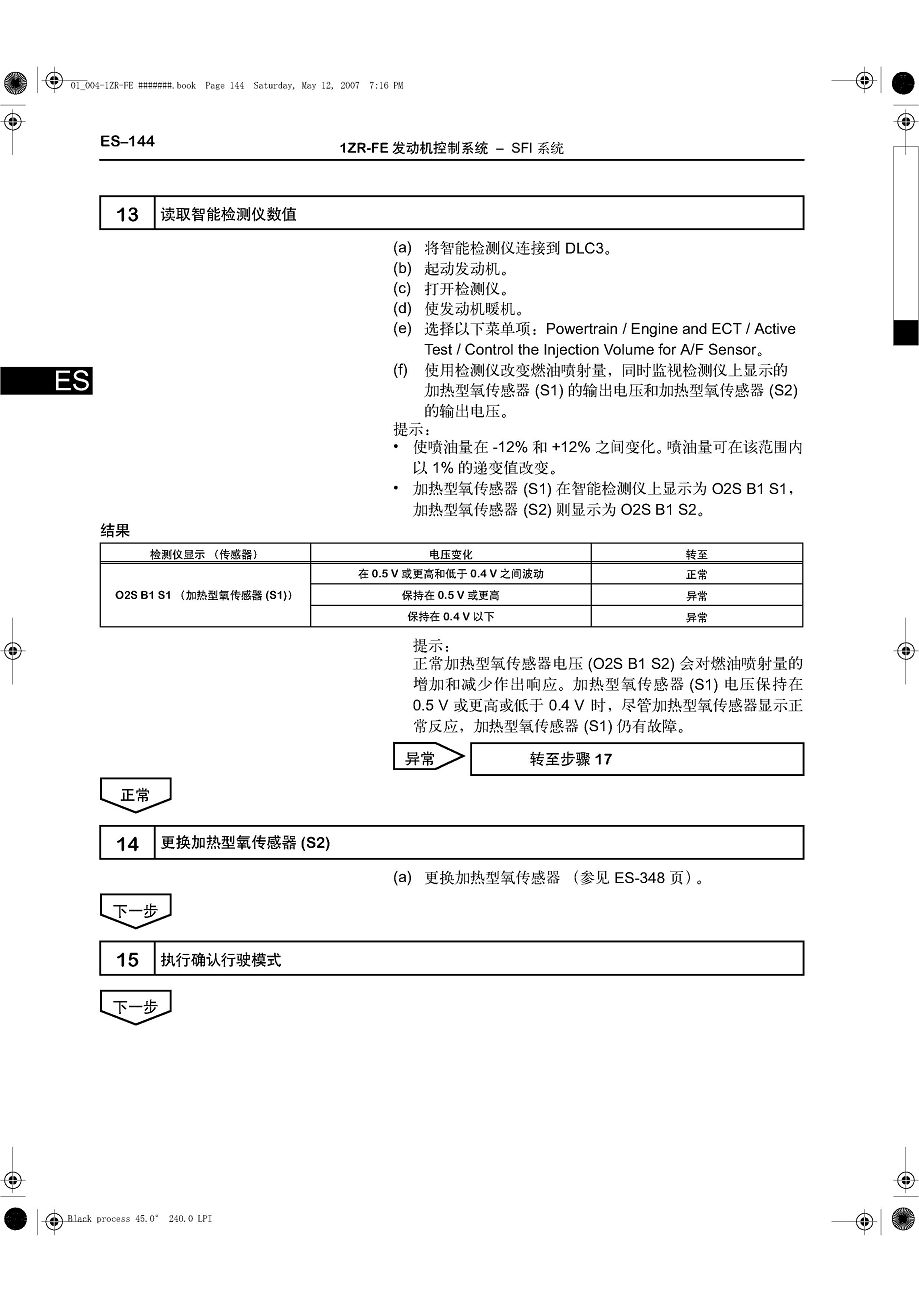 01_004-1ZR-FE #######.book Page 144 Saturday, May 12, 2007 7:16 PM
ES–144
1ZR-FE 发动机控制系统 – SFI 系统
13 读取智能检测仪数值
(a) 将智能检测仪连接到 DLC3。
(b) 起动发动机。
(c) 打开检测仪。
(d) 使发动机暖机。
(e) 选择以下菜单项：Powertrain / Engine and ECT / Active
Test / Control the Injection Volume for A/F Sensor。
(f) 使用检测仪改变燃油喷射量，同时监视检测仪上显示的
加热型氧传感器 (S1) 的输出电压和加热型氧传感器 (S2)
的输出电压。
ES
提示：
• 使喷油量在 -12% 和 +12% 之间变化。喷油量可在该范围内
以 1% 的递变值改变。
• 加热型氧传感器 (S1) 在智能检测仪上显示为 O2S B1 S1，
加热型氧传感器 (S2) 则显示为 O2S B1 S2。
结果
检测仪显示 （传感器） 电压变化 转至
在 0.5 V 或更高和低于 0.4 V 之间波动 正常
O2S B1 S1 （加热型氧传感器 (S1)） 保持在 0.5 V 或更高 异常
保持在 0.4 V 以下 异常
提示：
正常加热型氧传感器电压 (O2S B1 S2) 会对燃油喷射量的
增加和减少作出响应。加热型氧传感器 (S1) 电压保持在
0.5 V 或更高或低于 0.4 V 时，尽管加热型氧传感器显示正
常反应，加热型氧传感器 (S1) 仍有故障。
异常 转至步骤 17
正常
14 更换加热型氧传感器 (S2)
(a) 更换加热型氧传感器 （参见 ES-348 页）。
下一步
15 执行确认行驶模式
下一步
Black process 45.0° 240.0 LPI